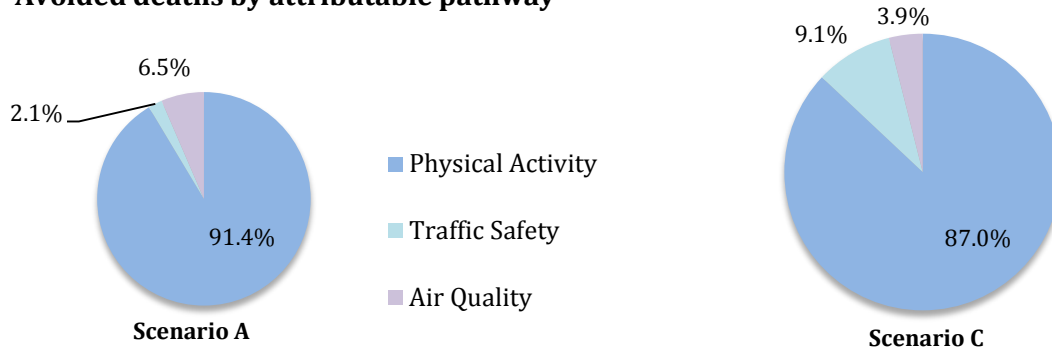 Avoided deaths by attributable pathway
6.5%
2.1%
91.4%
Scenario A
Physical Activity
Traffic Safety
Air Quality
3.9%
9.1%
87.0%
Scenario C